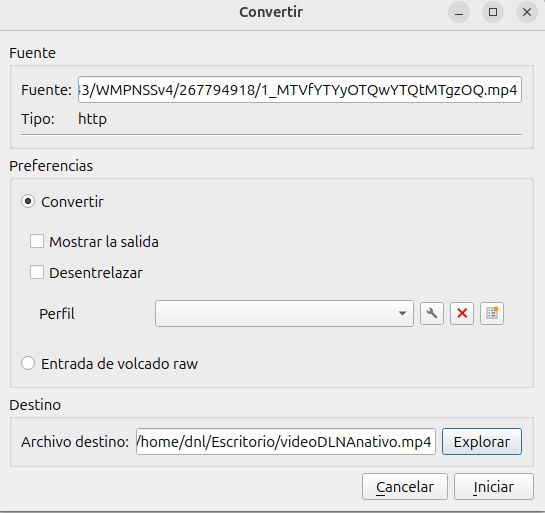 Convertir
Fuente
Fuente: 43/WMPNSSv4/267794918/1_MTVfYTYyOTQwYTQtMTgzOQ.mp4
Tipo: http
Preferencias
Convertir
Mostrar la salida
Desentrelazar
Perfil
Entrada de volcado raw
Destino
Archivo destino: /home/dnl/Escritorio/videoDLNAnativo.mp4 Explorar
Cancelar Iniciar